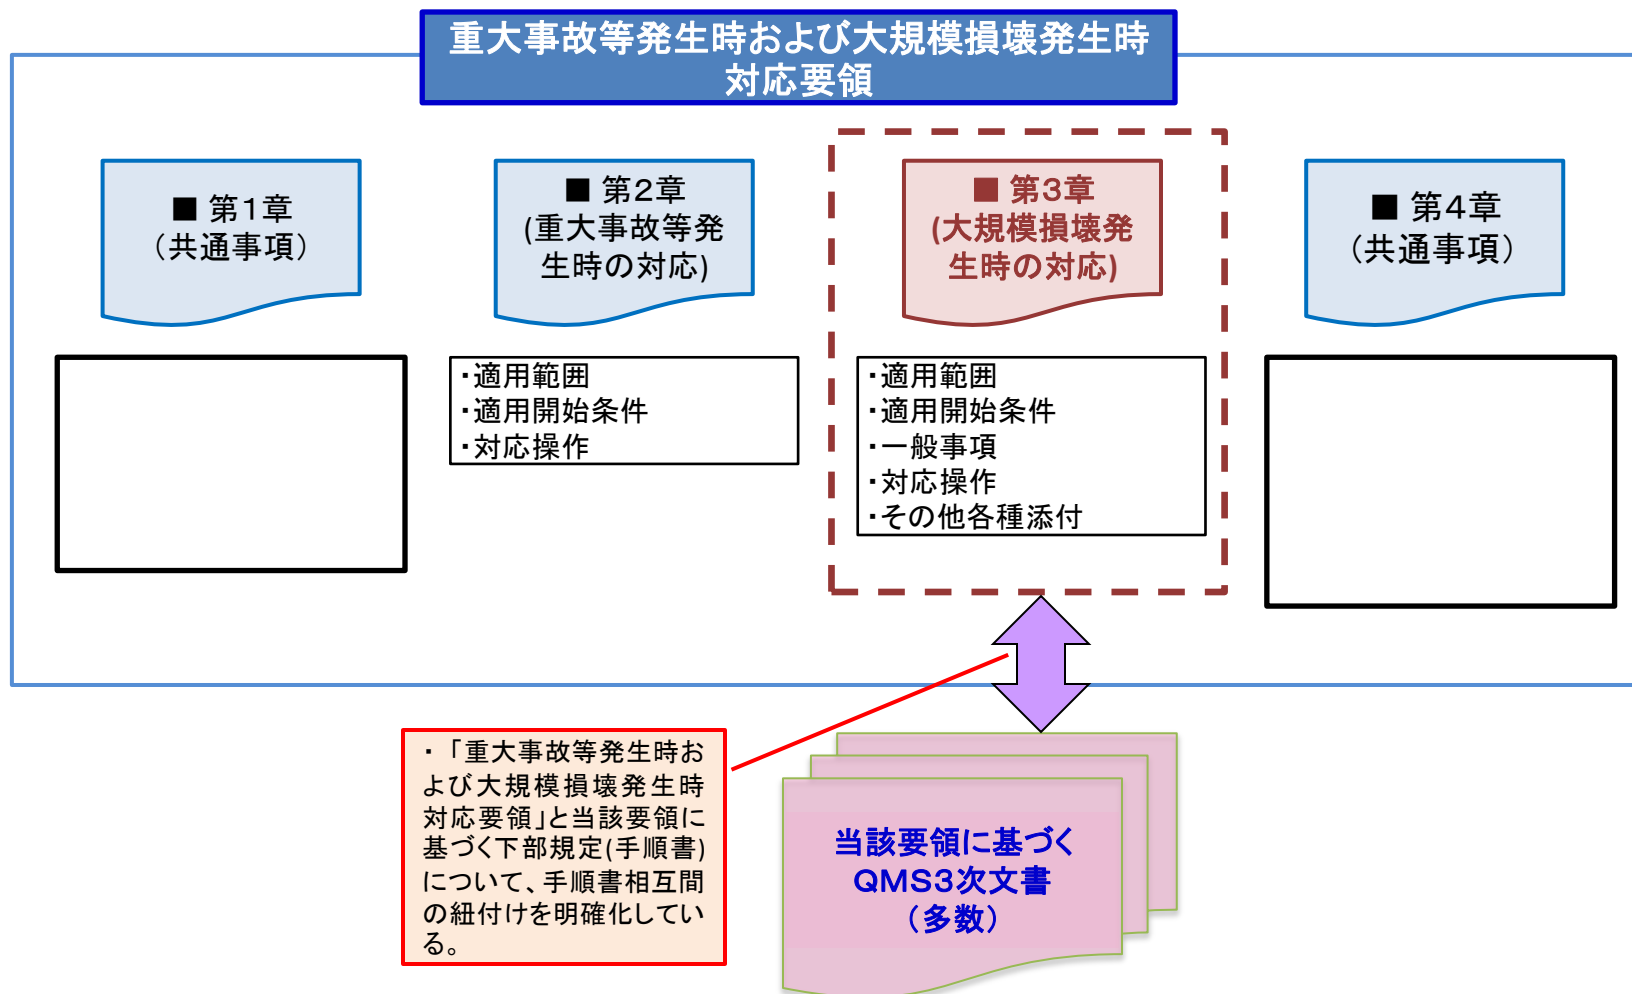 重大事故等発生時および大規模損壊発生時
対応要領
■ 第1章
（共通事項）
■ 第2章
(重大事故等発
生時の対応)
■ 第3章
(大規模損壊発
生時の対応)
■ 第4章
（共通事項）
・適用範囲
・適用開始条件
・対応操作
・適用範囲
・適用開始条件
・一般事項
・対応操作
・その他各種添付
・「重大事故等発生時お
よび大規模損壊発生時
対応要領」と当該要領に
基づく下部規定(手順書)
について、手順書相互間
の紐付けを明確化してい
る。
当該要領に基づく
QMS3次文書
（多数）